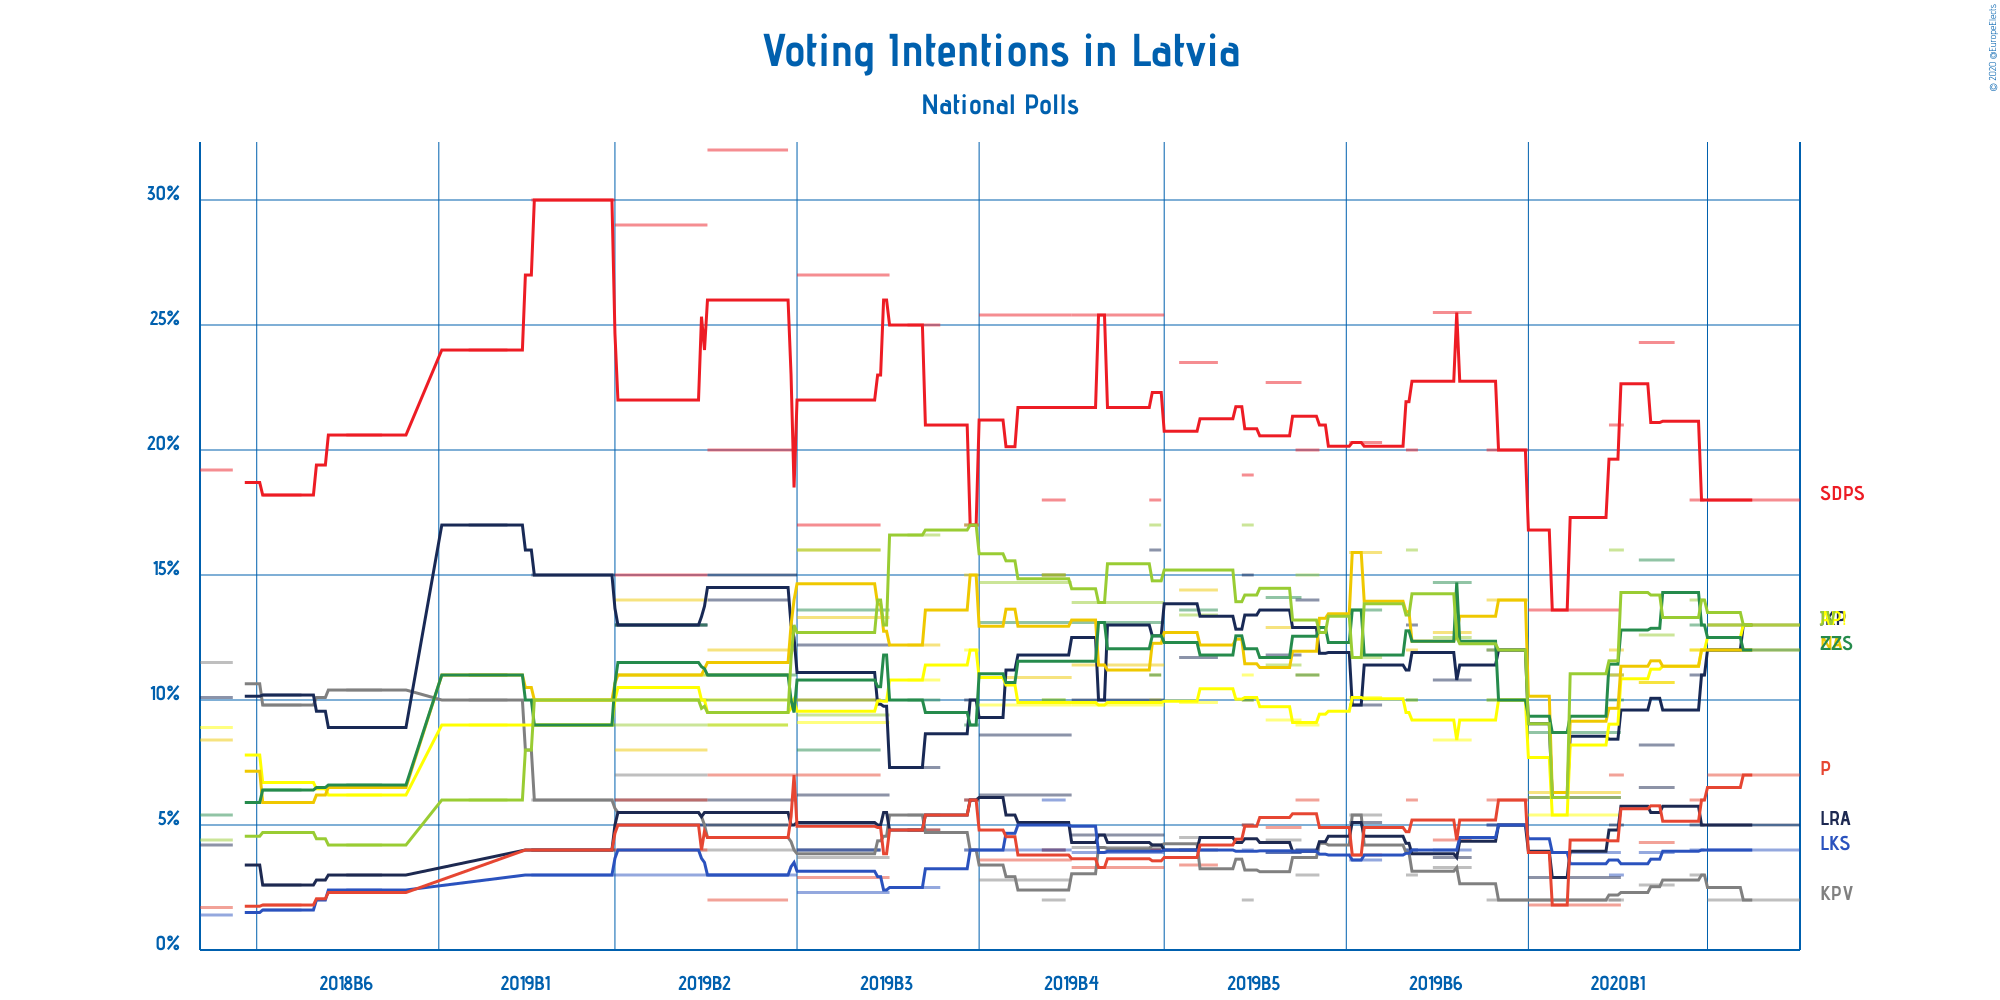 Voting Intentions in Latvia
National Polls
© 2020 @EuropeElects
30%
25%
20%
15%
10%
5%
0%
SDPS
ZZS
P
LRA
LKS
KPV
2018B6
2019B1
2019B2
2019B3
2019B4
2019B5
2019B6
2020B1